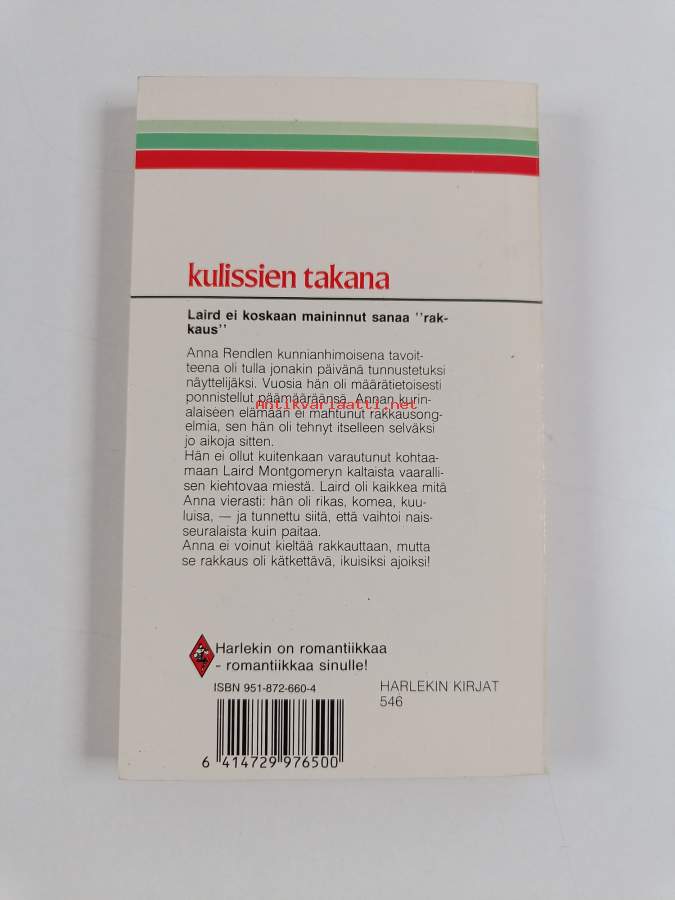 kulissien takana
Laird ei koskaan maininnut sanaa ''rak-
kaus''
Anna Rendlen kunnianhimoisena tavoit-
teena oli tulla jonakin päivänä tunnustetuksi
näyttelijäksi. Vuosia hän oli määrätietoisesti
ponnistellut päämääräänsä. Annan kurin-
antikvariaatti.net
alaiseen elämään ei mahtunut rakkausong-
elmia, sen hän oli tehnyt itselleen selväksi
jo aikoja sitten.
Hän ei ollut kuitenkaan varautunut kohtaa-
maan Laird Montgomeryn kaltaista vaaralli-
sen kiehtovaa miestä. Laird oli kaikkea mitä
Anna vierasti: hän oli rikas, komea, kuu-
luisa, — ja tunnettu siitä, että vaihtoi nais-
seuralaista kuin paitaa.
Anna ei voinut kieltää rakkauttaan, mutta
se rakkaus oli kätkettävä, ikuisiksi ajoiksi!
Harlekin on romantiikkaa
- romantiikkaa sinulle!
ISBN 951-872-660-4
HARLEKIN KIRJAT
546
6 414729 976500